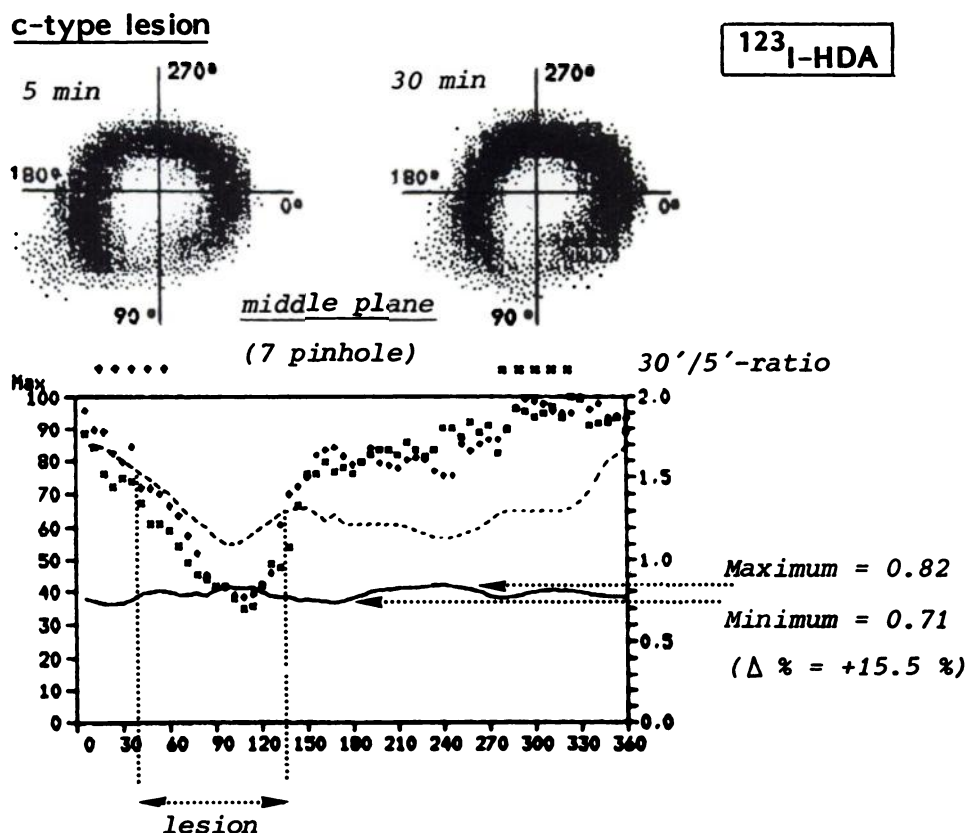 c-type lesion
123I-HDA
5 min
270°
180°
0°
90°
30 min
270°
180°
0°
90°
middle plane
(7 pinhole)
30'/5'-ratio
Max
100
90
80
70
60
50
40
30
20
10
0
2.0
1.5
1.0
0.5
0.0
0 30 60 90 120 150 180 210 240 270 300 330 360
Maximum = 0.82
Minimum = 0.71
(Δ % = +15.5 %)
lesion